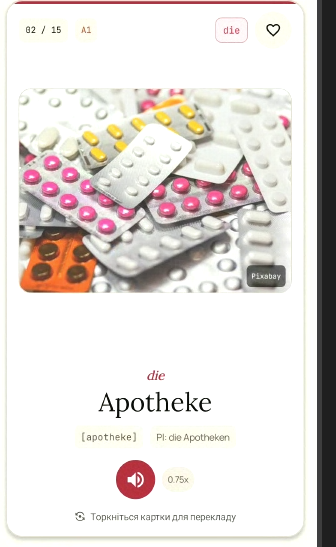 02 / 15
A1
die
Pixabay
die
Apotheke
[apotheke]
Pl: die Apotheken
0.75x
Торкніться картки для перекладу